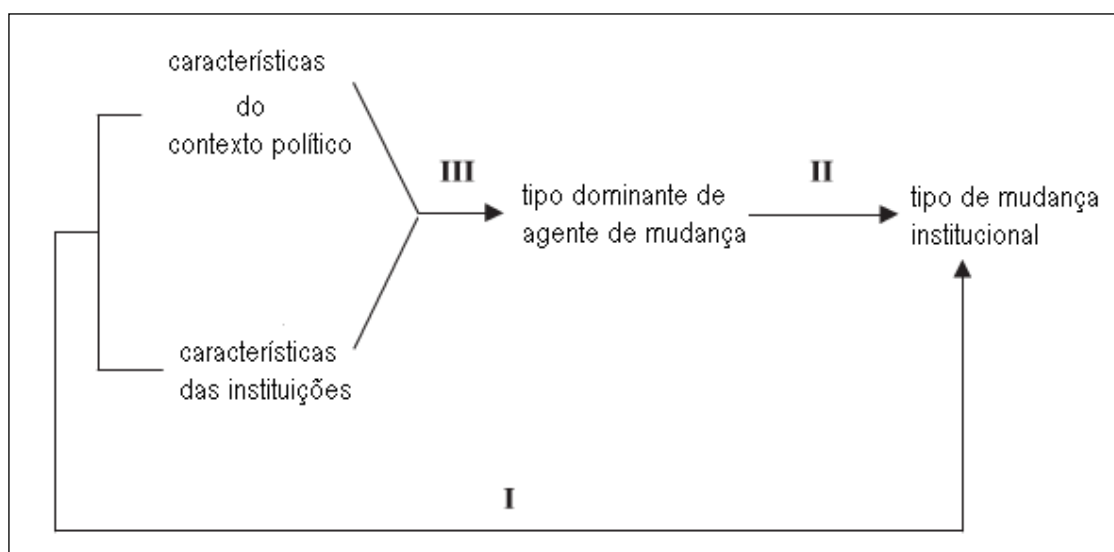 características
do
contexto político
III
tipo dominante de
agente de mudança
II
tipo de mudança
institucional
características
das instituições
I